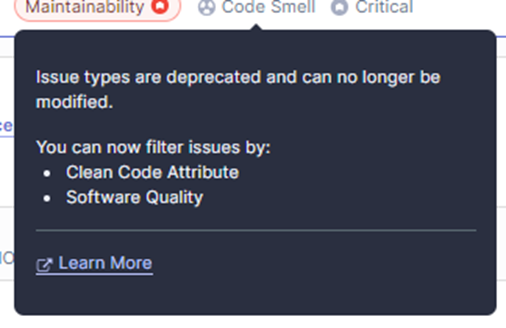 Maintainability Code Smell Critical
Issue types are deprecated and can no longer be
modified.
You can now filter issues by:
• Clean Code Attribute
• Software Quality
Learn More